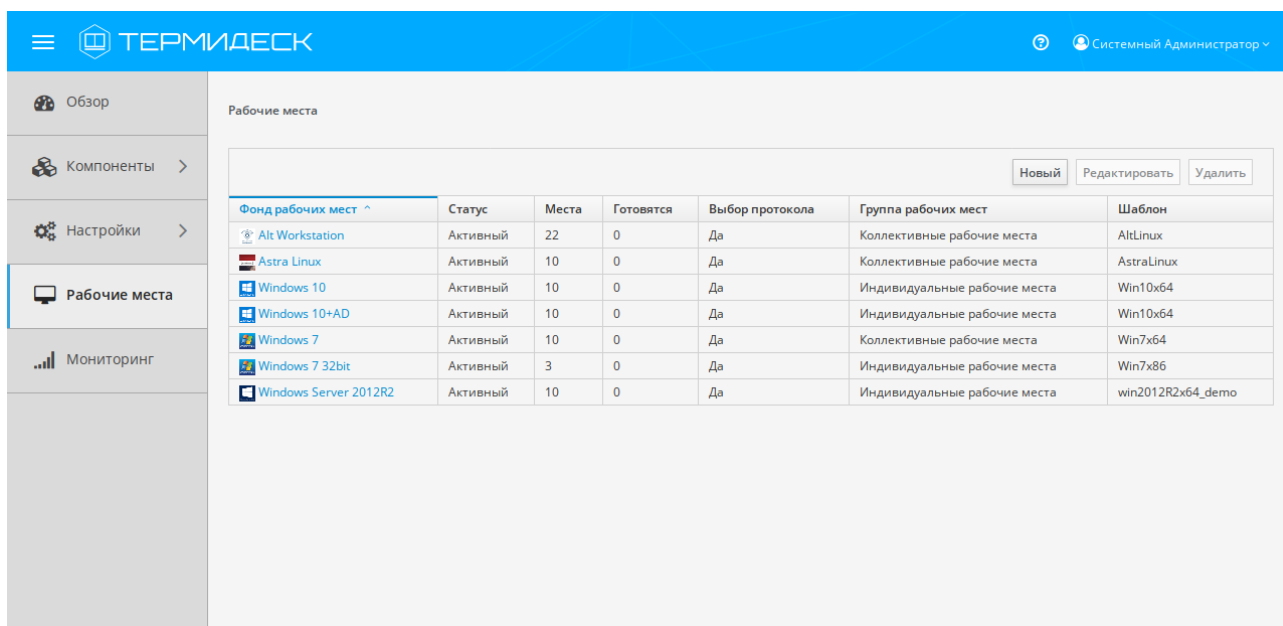 ТЕРМИДЕСК
Системный Администратор
Обзор
Компоненты
Настройки
Рабочие места
Мониторинг
Рабочие места
Новый Редактировать Удалить
Фонд рабочих мест Статус Места Готовятся Выбор протокола Группа рабочих мест Шаблон
Alt Workstation Активный 22 0 Да Коллективные рабочие места AltLinux
Astra Linux Активный 10 0 Да Коллективные рабочие места AstraLinux
Windows 10 Активный 10 0 Да Индивидуальные рабочие места Win10x64
Windows 10+AD Активный 10 0 Да Индивидуальные рабочие места Win10x64
Windows 7 Активный 10 0 Да Коллективные рабочие места Win7x64
Windows 7 32bit Активный 3 0 Да Индивидуальные рабочие места Win7x86
Windows Server 2012R2 Активный 10 0 Да Индивидуальные рабочие места win2012R2x64_demo